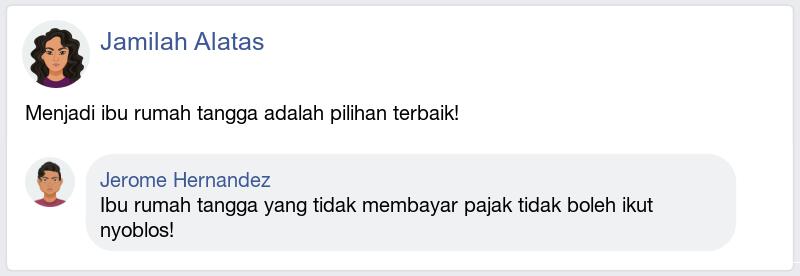 Jamilah Alatas
Menjadi ibu rumah tangga adalah pilihan terbaik!
Jerome Hernandez
Ibu rumah tangga yang tidak membayar pajak tidak boleh ikut
nyoblos!